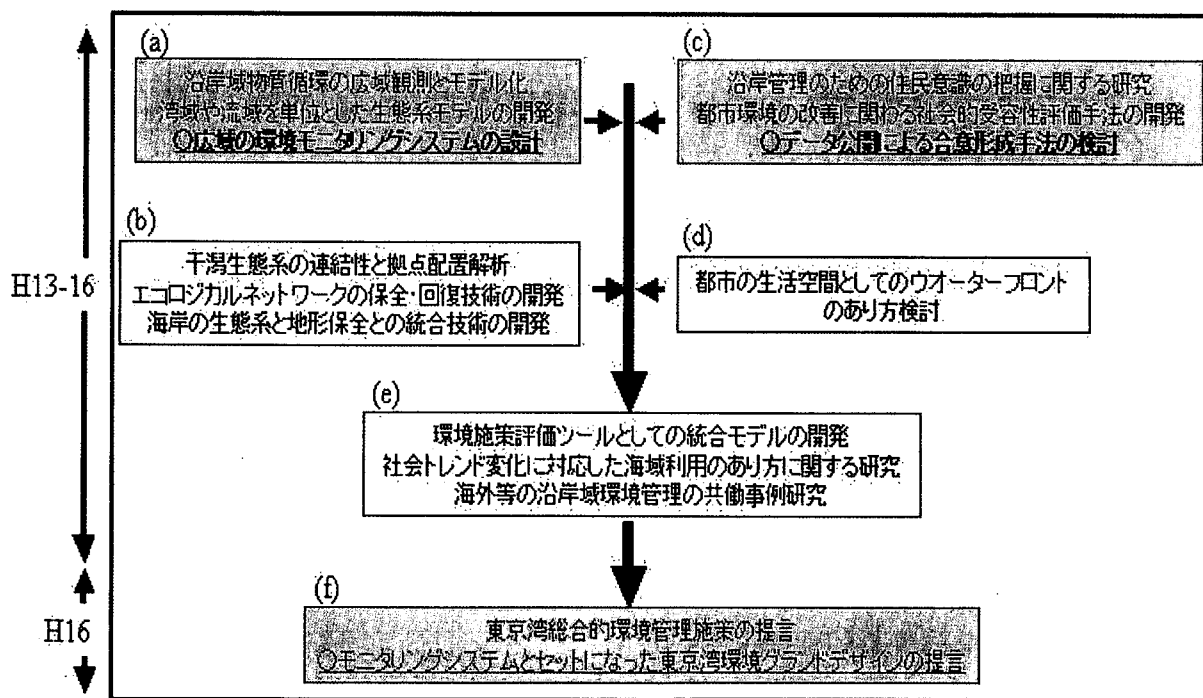 (a)
沿岸域物質循環の広域観測とモデル化
湾域や流域を単位とした生態系モデルの開発
○広域の環境モニタリングシステムの設計
(c)
沿岸管理のための住民意識の把握に関する研究
都市環境の改善に関わる社会的受容性評価手法の開発
○データ公開による合意形成手法の検討
(b)
干潟生態系の連結性と拠点配置解析
エコロジカルネットワークの保全・回復技術の開発
海岸の生態系と地形保全との統合技術の開発
(d)
都市の生活空間としてのウオーターフロント
のあり方検討
H13-16
(e)
環境施策評価ツールとしての統合モデルの開発
社会トレンド変化に対応した海域利用のあり方に関する研究
海外等の沿岸域環境管理の共働事例研究
(f)
H16
東京湾総合的環境管理施策の提言
○モニタリングシステムとセットになった東京湾環境グランドデザインの提言